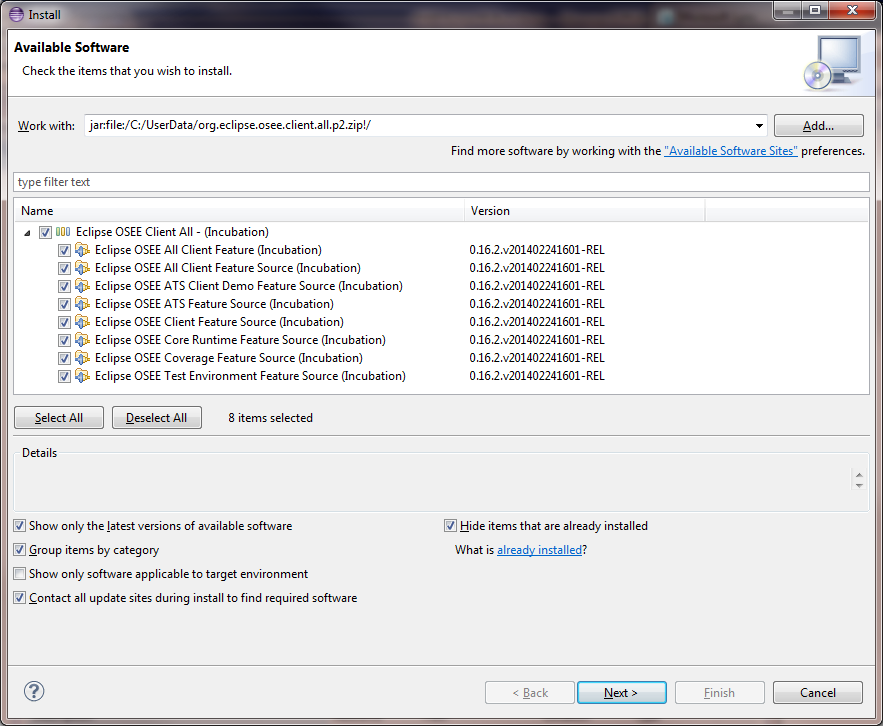 Install
Available Software
Check the items that you wish to install.
Work with: jar:file:/C:/UserData/org.eclipse.osee.client.all.p2.zip!/ Add...
Find more software by working with the "Available Software Sites" preferences.
type filter text
Name Version
Eclipse OSEE Client All - (Incubation)
Eclipse OSEE All Client Feature (Incubation) 0.16.2.v201402241601-REL
Eclipse OSEE All Client Feature Source (Incubation) 0.16.2.v201402241601-REL
Eclipse OSEE ATS Client Demo Feature Source (Incubation) 0.16.2.v201402241601-REL
Eclipse OSEE ATS Feature Source (Incubation) 0.16.2.v201402241601-REL
Eclipse OSEE Client Feature Source (Incubation) 0.16.2.v201402241601-REL
Eclipse OSEE Core Runtime Feature Source (Incubation) 0.16.2.v201402241601-REL
Eclipse OSEE Coverage Feature Source (Incubation) 0.16.2.v201402241601-REL
Eclipse OSEE Test Environment Feature Source (Incubation) 0.16.2.v201402241601-REL
Select All Deselect All 8 items selected
Details
Show only the latest versions of available software Hide items that are already installed
Group items by category What is already installed?
Show only software applicable to target environment
Contact all update sites during install to find required software
? < Back Next > Finish Cancel